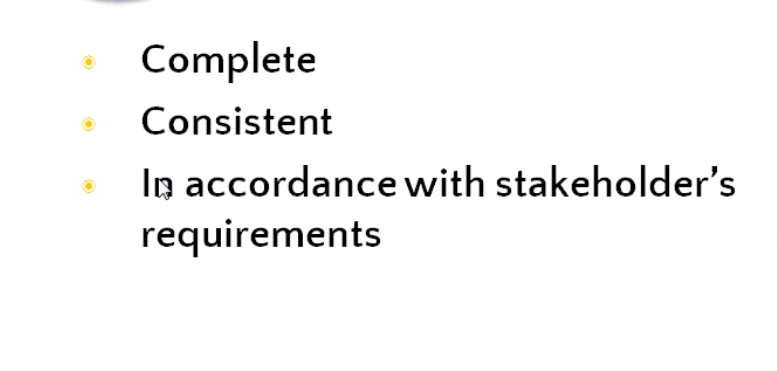 Complete
Consistent
In accordance with stakeholder’s
requirements